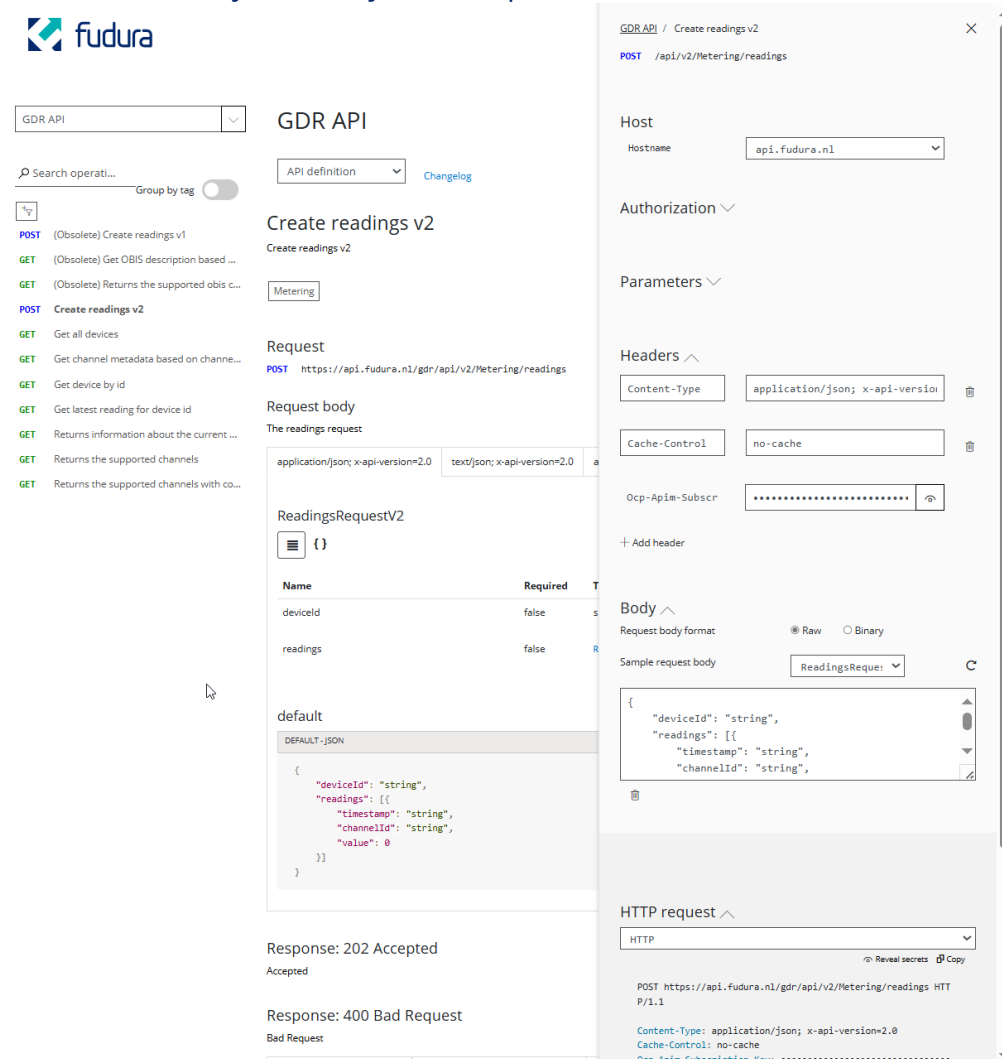 fudura
GDR API
Search operati...
Group by tag
POST (Obsolete) Create readings v1
GET (Obsolete) Get OBIS description based ...
GET (Obsolete) Returns the supported obis c...
POST Create readings v2
GET Get all devices
GET Get channel metadata based on channe...
GET Get device by id
GET Get latest reading for device id
GET Returns information about the current ...
GET Returns the supported channels
GET Returns the supported channels with co...
GDR API
API definition
Changelog
Create readings v2
Create readings v2
Metering
Request
POST https://api.fudura.nl/gdr/api/v2/Metering/readings
Request body
The readings request
application/json; x-api-version=2.0 text/json; x-api-version=2.0 a
ReadingsRequestV2
{}
Name Required T
deviceId false s
readings false R
default
DEFAULT - JSON
{
"deviceId": "string",
"readings": [{
"timestamp": "string",
"channelId": "string",
"value": 0
}]
}
Response: 202 Accepted
Accepted
Response: 400 Bad Request
Bad Request
GDR API / Create readings v2
POST /api/v2/Metering/readings
Host
Hostname api.fudura.nl
Authorization
Parameters
Headers
Content-Type application/json; x-api-version
Cache-Control no-cache
Ocp-Apim-Subscr ••••••••••••••••••••••••••
+ Add header
Body
Request body format Raw Binary
Sample request body ReadingsReques
{
"deviceId": "string",
"readings": [{
"timestamp": "string",
"channelId": "string",
HTTP request
HTTP
Reveal secrets Copy
POST https://api.fudura.nl/gdr/api/v2/Metering/readings HTT
P/1.1
Content-Type: application/json; x-api-version=2.0
Cache-Control: no-cache
Ocp-Apim-Subscription-Key: ••••••••••••••••••••••••••••••••